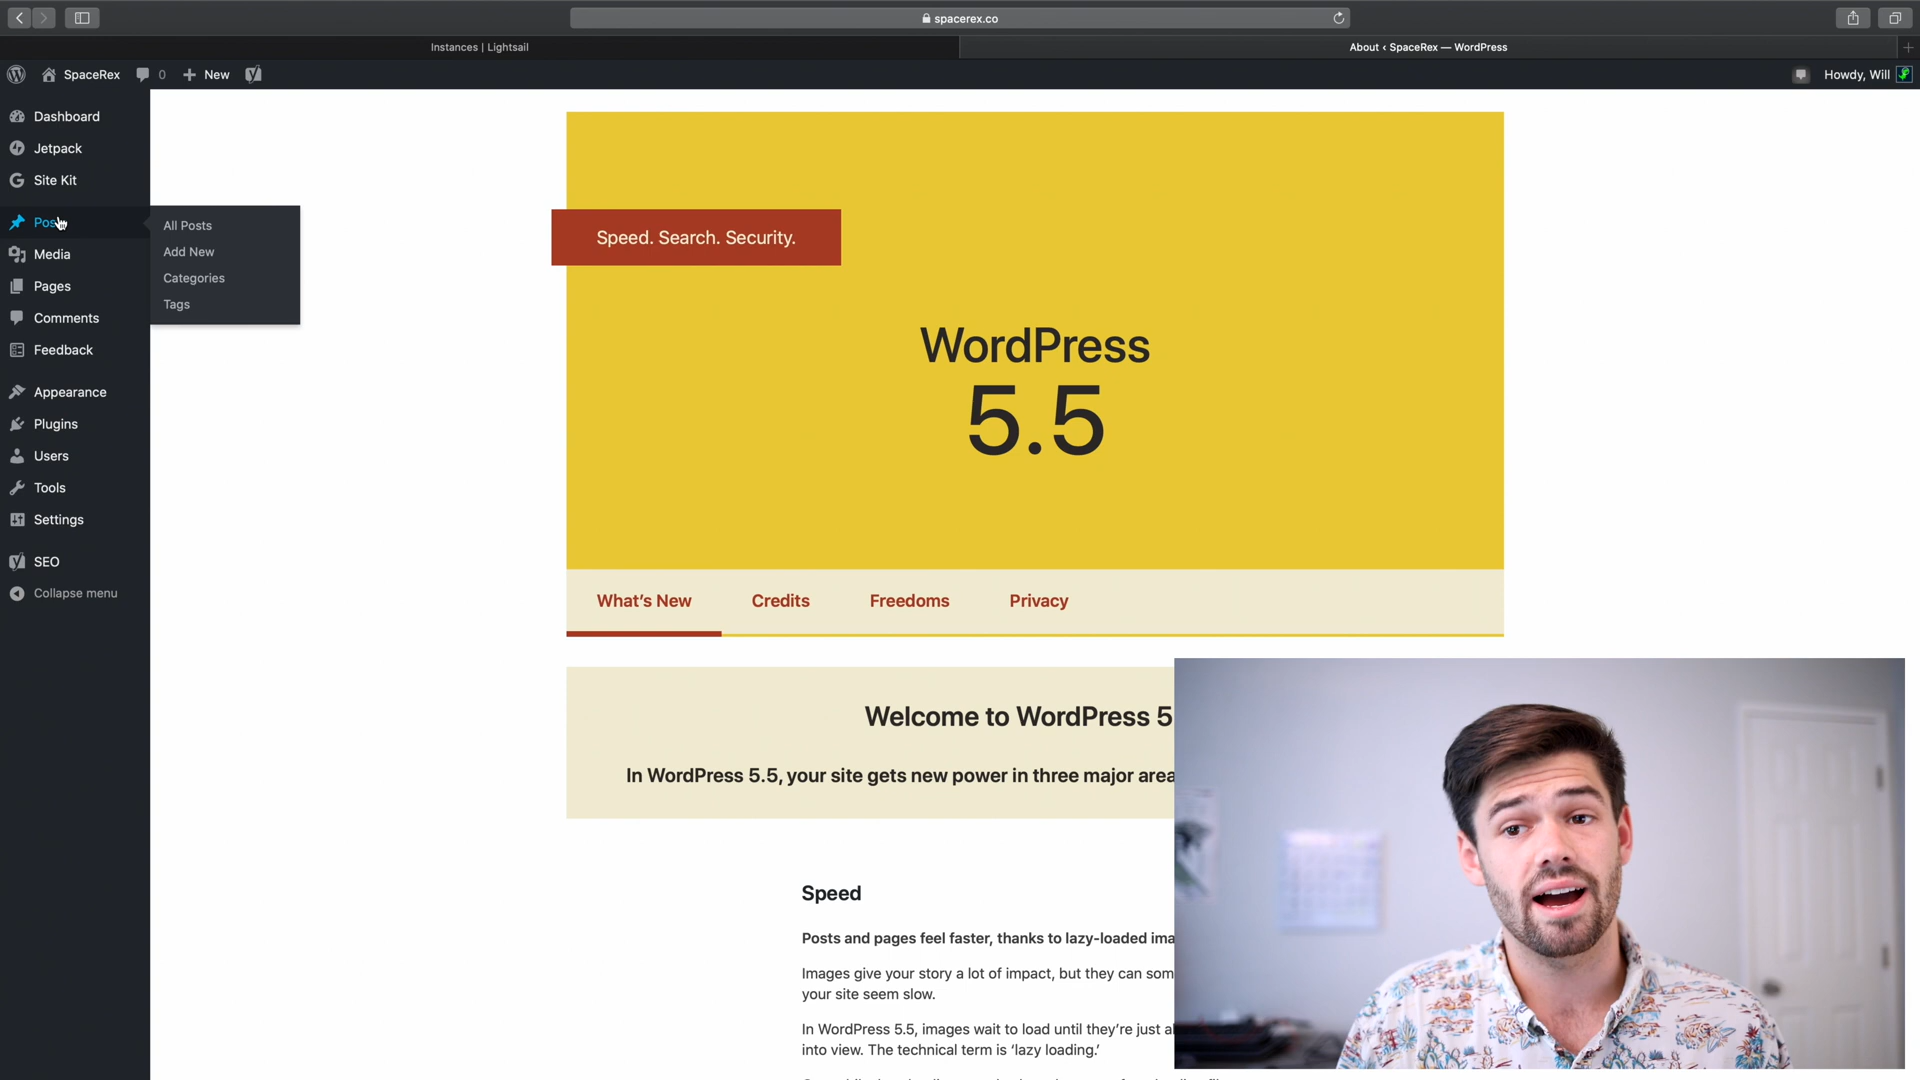 spacerex.co
Instances | Lightsail
About ‹ SpaceRex — WordPress
SpaceRex
0
New
Howdy, Will
Dashboard
Jetpack
Site Kit
Pos
All Posts
Add New
Categories
Tags
Media
Pages
Comments
Feedback
Appearance
Plugins
Users
Tools
Settings
SEO
Collapse menu
Speed. Search. Security.
WordPress
5.5
What's New
Credits
Freedoms
Privacy
Welcome to WordPress 5
In WordPress 5.5, your site gets new power in three major area
Speed
Posts and pages feel faster, thanks to lazy-loaded ima
Images give your story a lot of impact, but they can som
your site seem slow.
In WordPress 5.5, images wait to load until they're just a
into view. The technical term is 'lazy loading.'